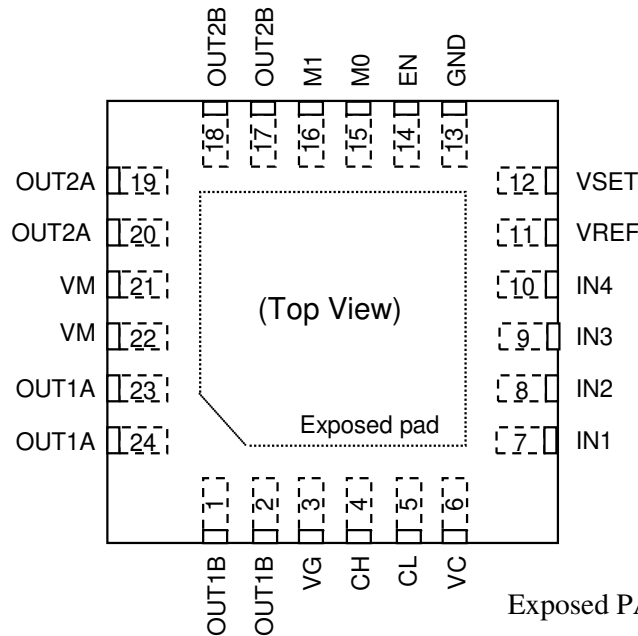 OUT2B OUT2B M1 M0 EN GND
18 17 16 15 14 13
OUT2A 19 12 VSET
OUT2A 20 11 VREF
VM 21 10 IN4
(Top View)
VM 22 9 IN3
OUT1A 23 8 IN2
Exposed pad
OUT1A 24 7 IN1
1 2 3 4 5 6
OUT1B OUT1B VG CH CL VC
Exposed PA